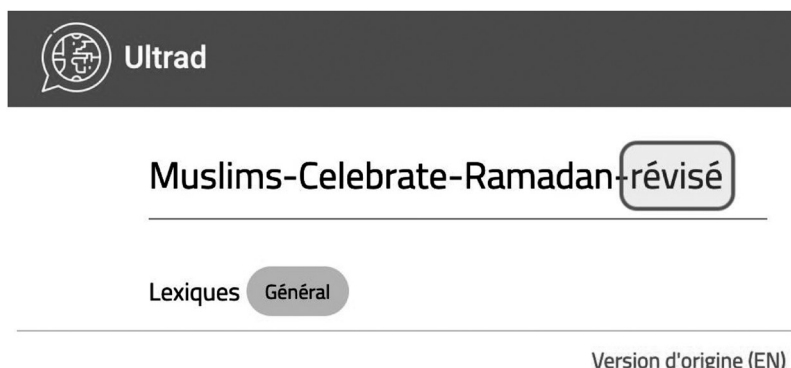 Ultrad
Muslims-Celebrate-Ramadan-révisé
Lexiques Général
Version d'origine (EN)